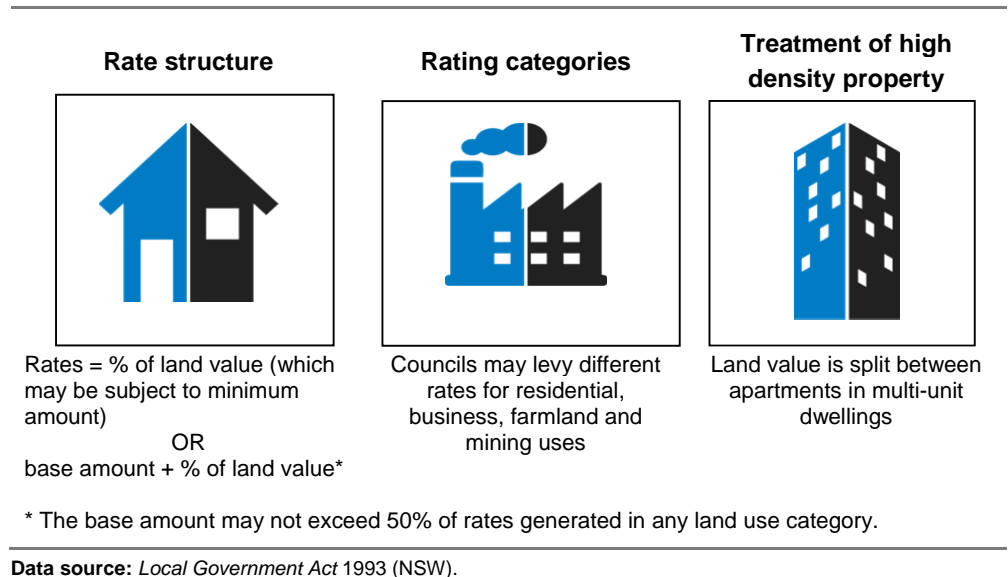 Rate structure
Rates = % of land value (which
may be subject to minimum
amount)
OR
base amount + % of land value*
Rating categories
Councils may levy different
rates for residential,
business, farmland and
mining uses
Treatment of high
density property
Land value is split between
apartments in multi-unit
dwellings
* The base amount may not exceed 50% of rates generated in any land use category.
Data source: Local Government Act 1993 (NSW).